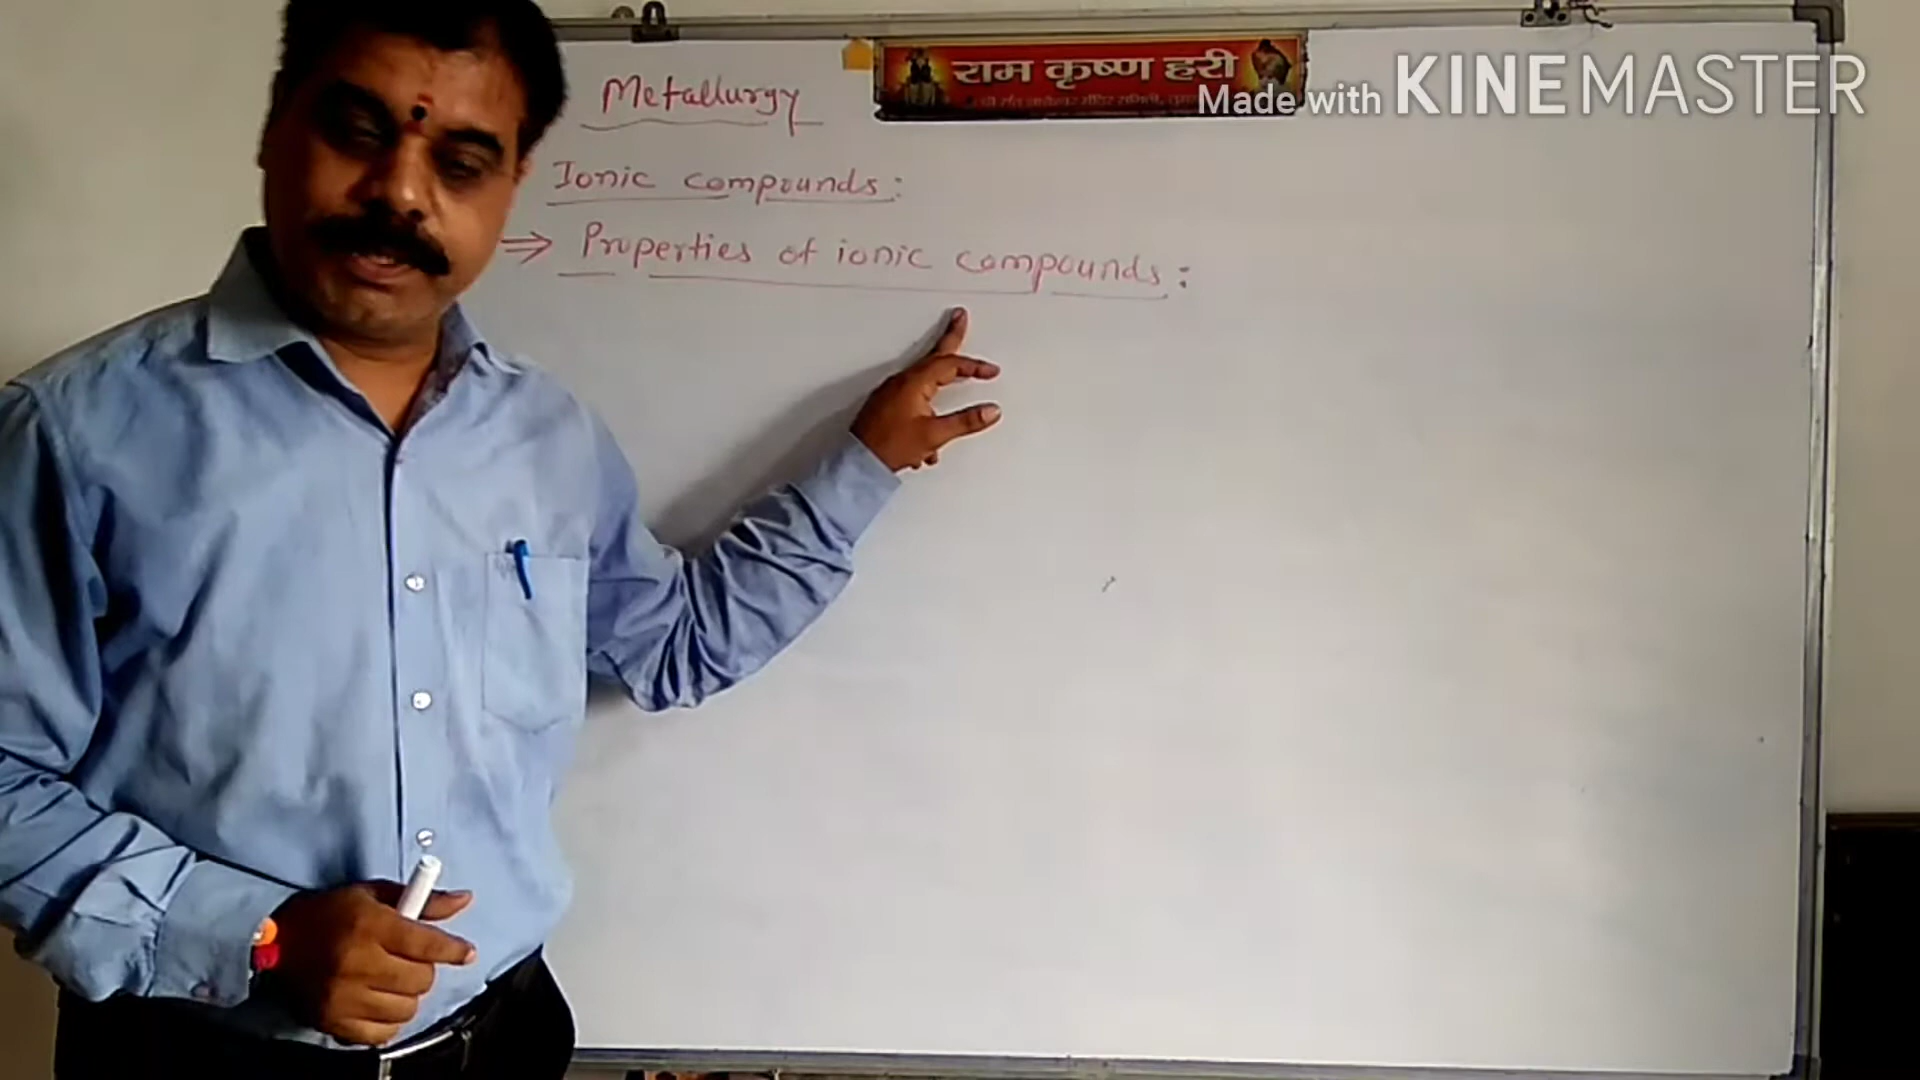 Metallurgy
राम कृष्ण हरी
Made with KINEMASTER
Ionic compounds:
⇒ Properties of ionic compounds: